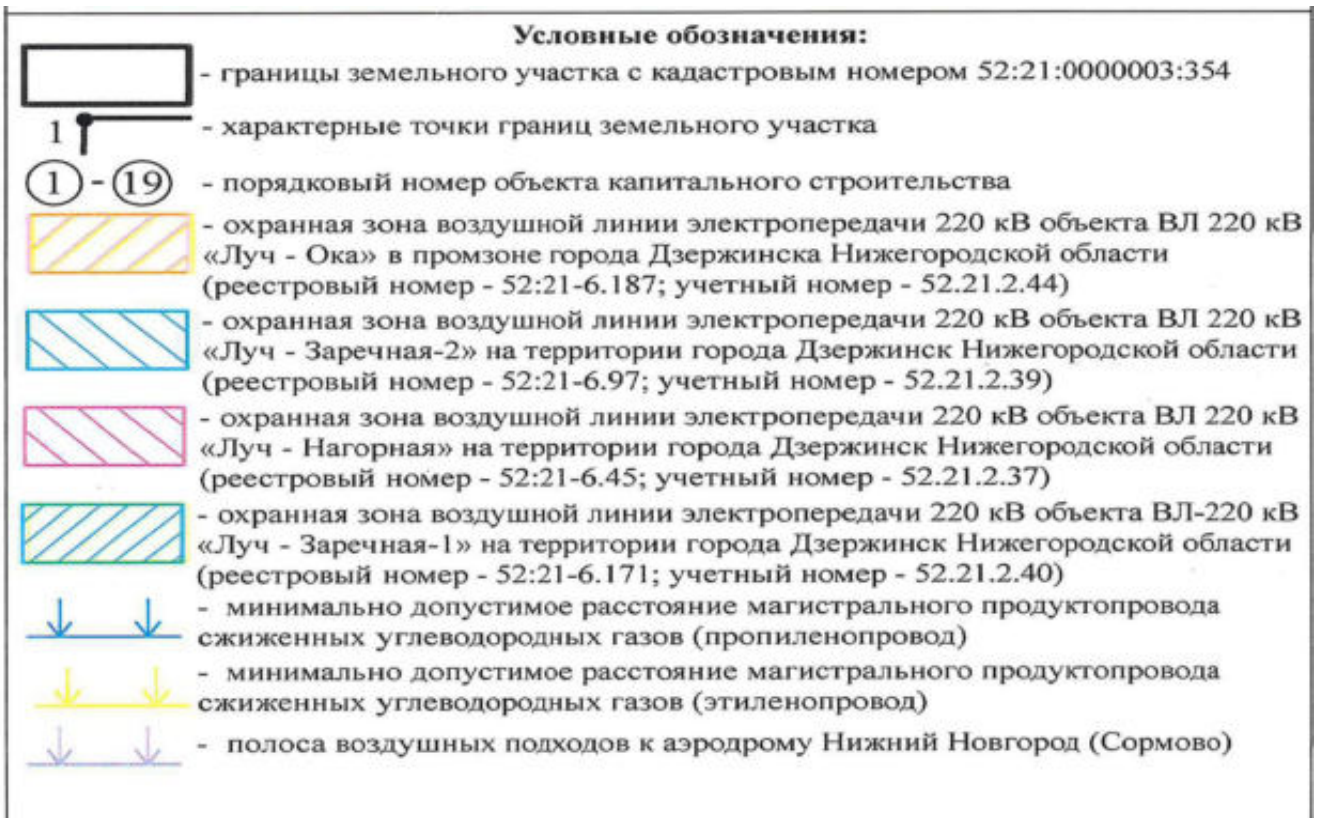 Условные обозначения:
- границы земельного участка с кадастровым номером 52:21:0000003:354
1 - характерные точки границ земельного участка
1 - 19 - порядковый номер объекта капитального строительства
- охранная зона воздушной линии электропередачи 220 кВ объекта ВЛ 220 кВ
«Луч - Ока» в промзоне города Дзержинска Нижегородской области
(реестровый номер - 52:21-6.187; учетный номер - 52.21.2.44)
- охранная зона воздушной линии электропередачи 220 кВ объекта ВЛ 220 кВ
«Луч - Заречная-2» на территории города Дзержинск Нижегородской области
(реестровый номер - 52:21-6.97; учетный номер - 52.21.2.39)
- охранная зона воздушной линии электропередачи 220 кВ объекта ВЛ 220 кВ
«Луч - Нагорная» на территории города Дзержинск Нижегородской области
(реестровый номер - 52:21-6.45; учетный номер - 52.21.2.37)
- охранная зона воздушной линии электропередачи 220 кВ объекта ВЛ-220 кВ
«Луч - Заречная-1» на территории города Дзержинск Нижегородской области
(реестровый номер - 52:21-6.171; учетный номер - 52.21.2.40)
- минимально допустимое расстояние магистрального продуктопровода
сжиженных углеводородных газов (пропиленопровод)
- минимально допустимое расстояние магистрального продуктопровода
сжиженных углеводородных газов (этиленопровод)
- полоса воздушных подходов к аэродрому Нижний Новгород (Сормово)